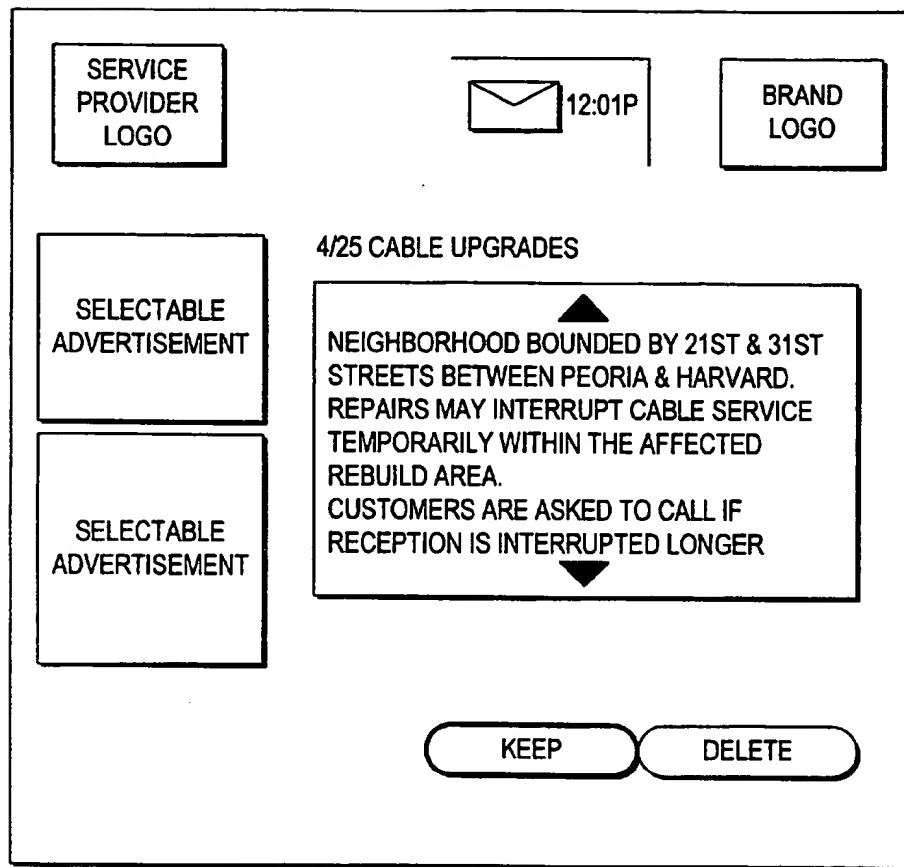 SERVICE
PROVIDER
LOGO
12:01P
BRAND
LOGO
SELECTABLE
ADVERTISEMENT
SELECTABLE
ADVERTISEMENT
4/25 CABLE UPGRADES
NEIGHBORHOOD BOUNDED BY 21ST & 31ST
STREETS BETWEEN PEORIA & HARVARD.
REPAIRS MAY INTERRUPT CABLE SERVICE
TEMPORARILY WITHIN THE AFFECTED
REBUILD AREA.
CUSTOMERS ARE ASKED TO CALL IF
RECEPTION IS INTERRUPTED LONGER
KEEP
DELETE